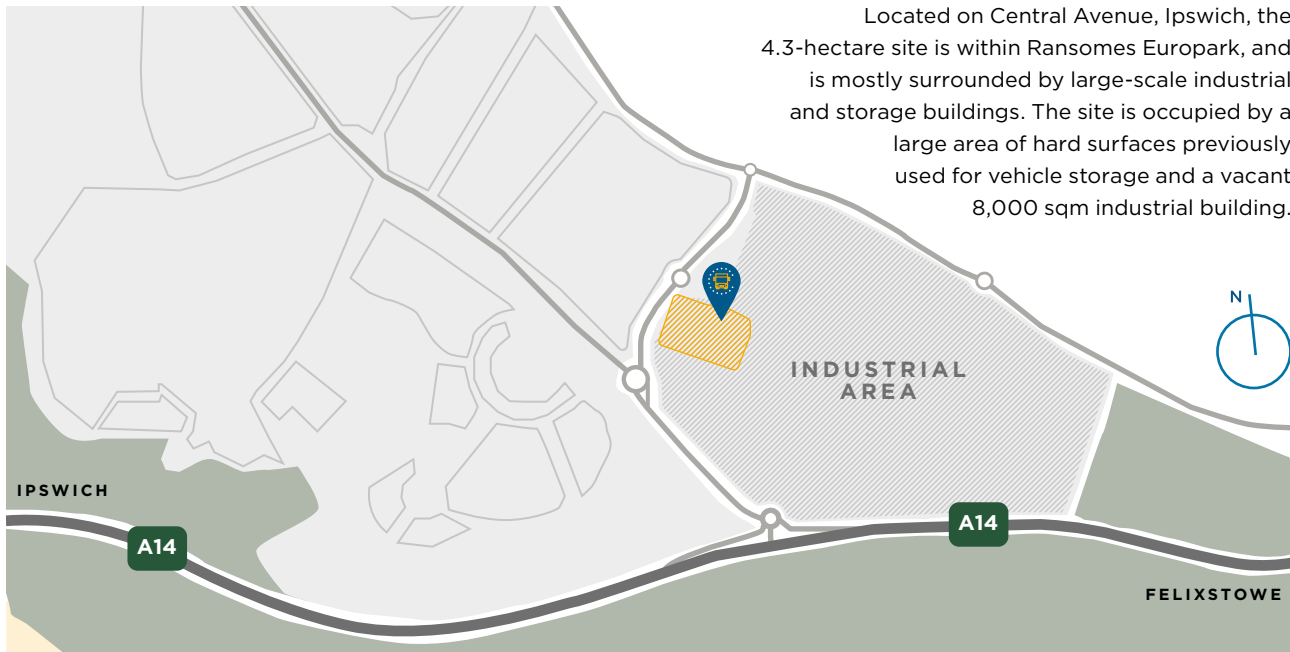 Located on Central Avenue, Ipswich, the
4.3-hectare site is within Ransomes Europark, and
is mostly surrounded by large-scale industrial
and storage buildings. The site is occupied by a
large area of hard surfaces previously
used for vehicle storage and a vacant
8,000 sqm industrial building.
N
INDUSTRIAL
AREA
IPSWICH
A14
A14
FELIXSTOWE